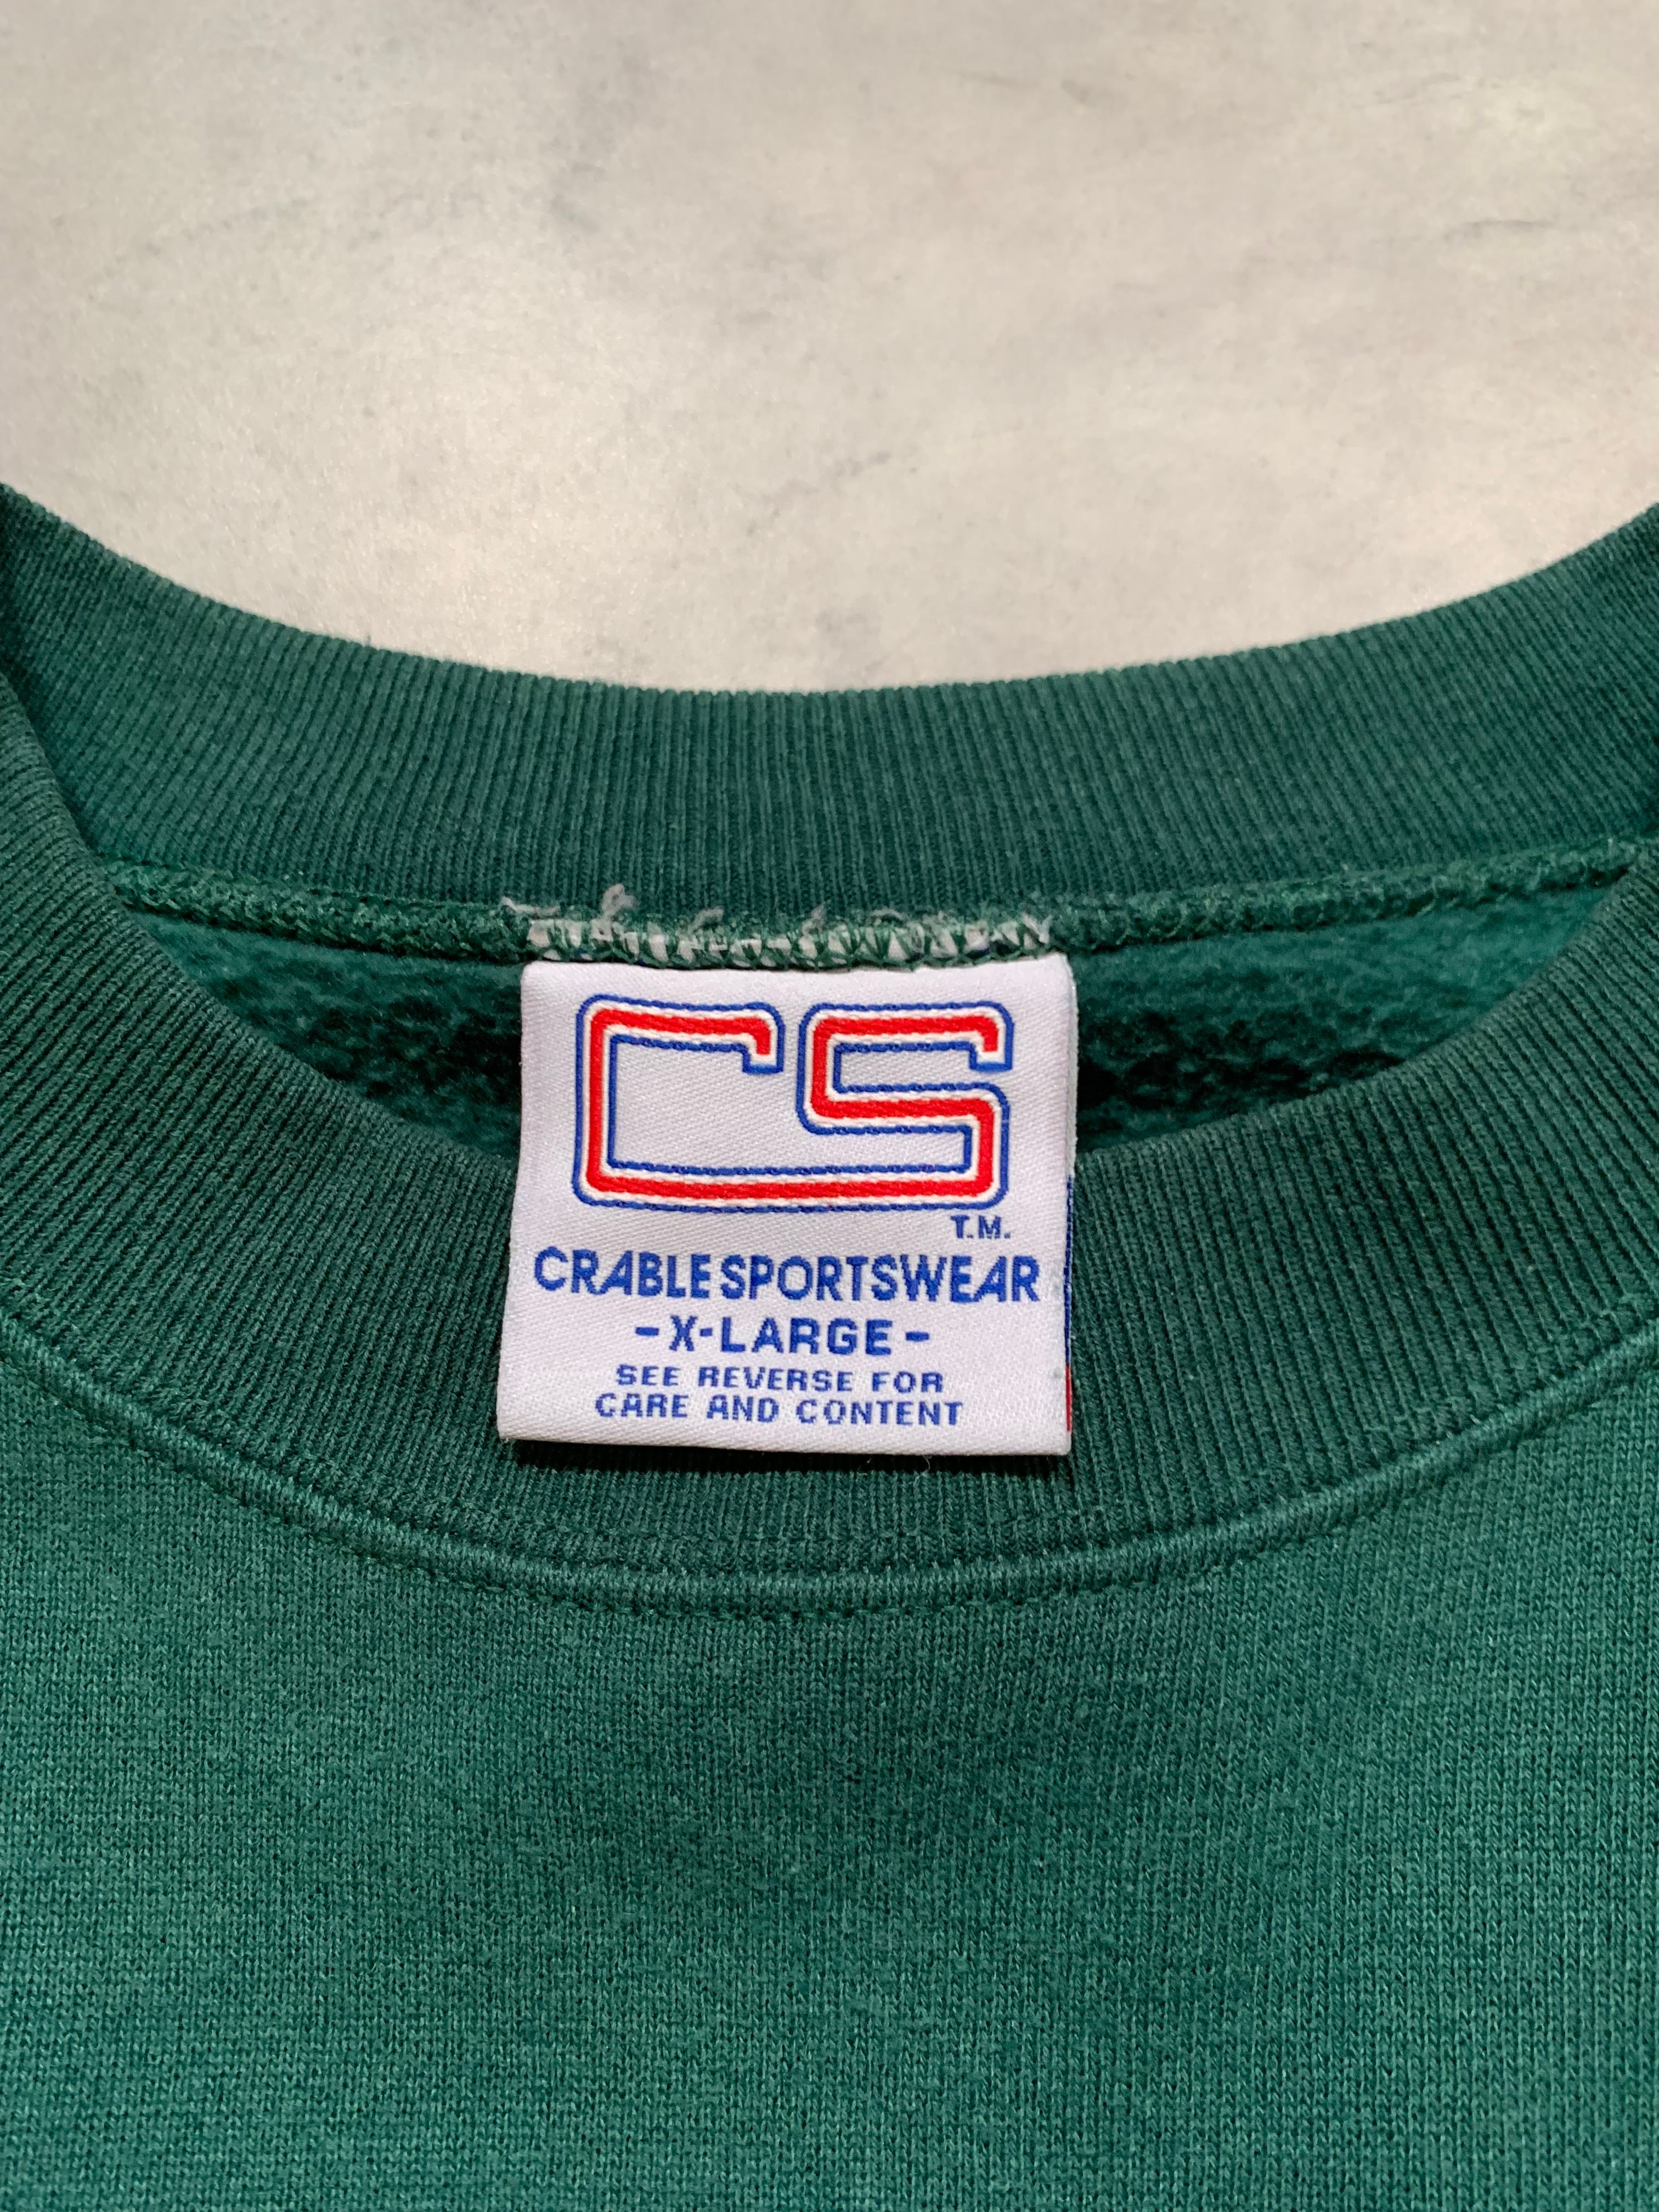 CS
T.M.
CRABLE SPORTSWEAR
-X-LARGE-
SEE REVERSE FOR
CARE AND CONTENT